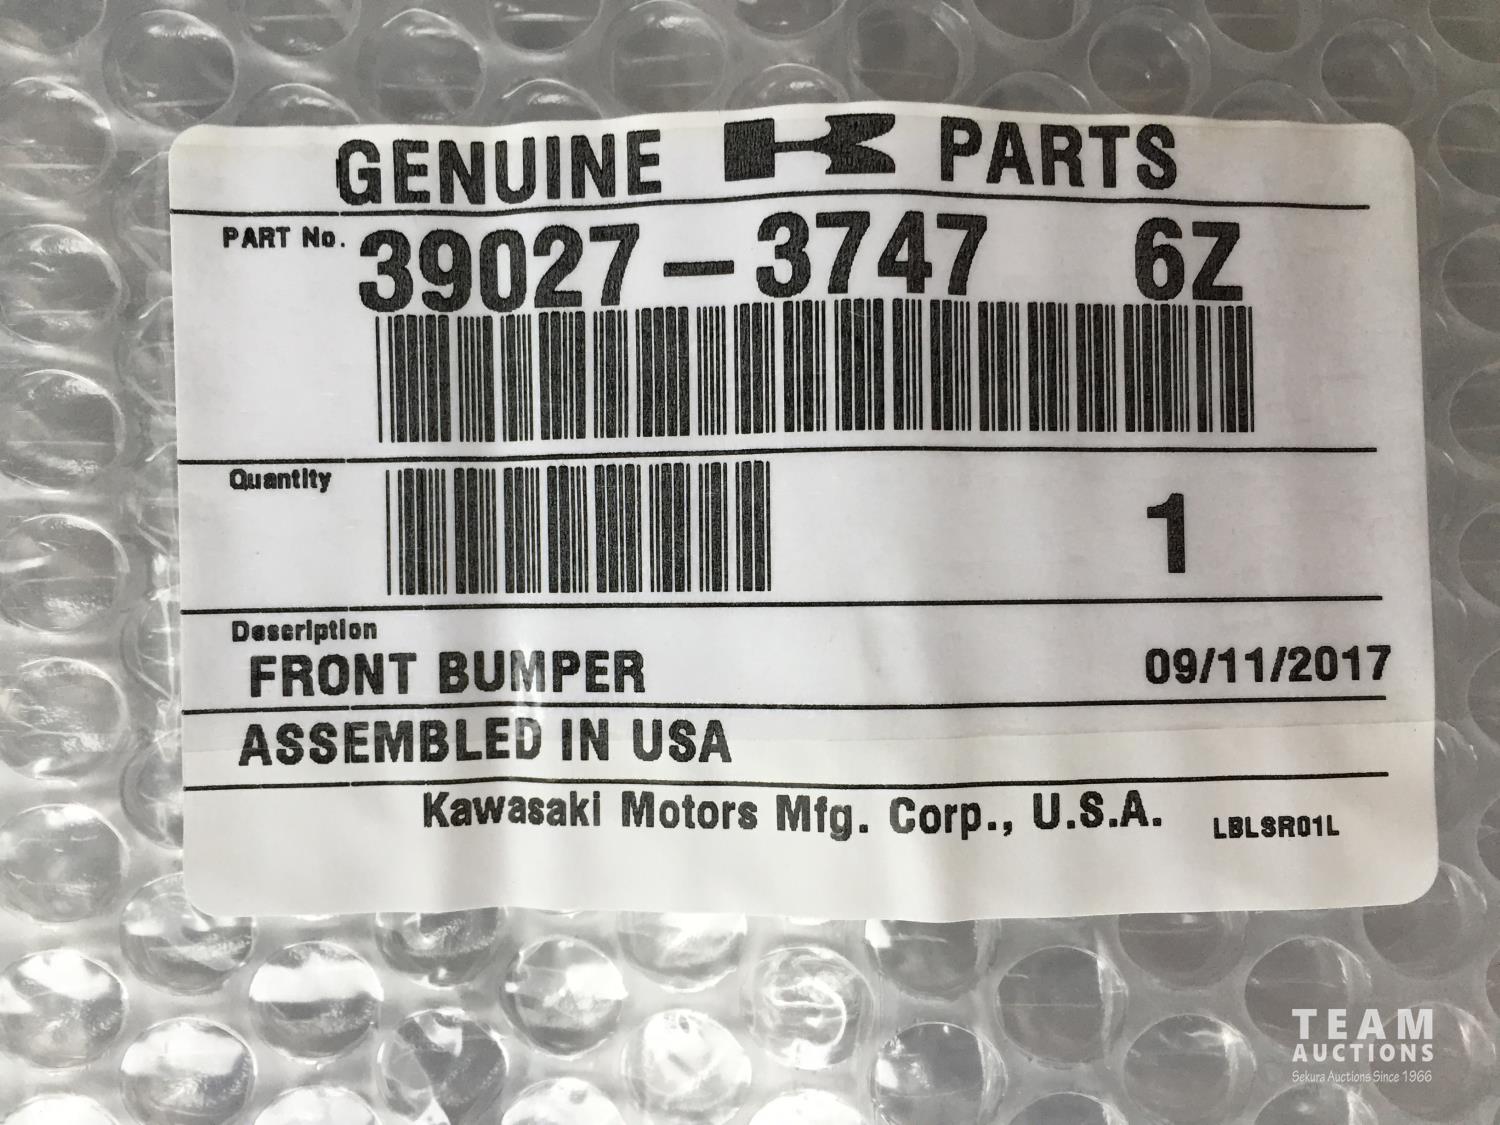 GENUINE K PARTS
PART No. 39027-3747 6Z
Quantity 1
Description
FRONT BUMPER 09/11/2017
ASSEMBLED IN USA
Kawasaki Motors Mfg. Corp., U.S.A. LBLSR01L
TEAM
AUCTIONS
Sekura Auctions Since 1966